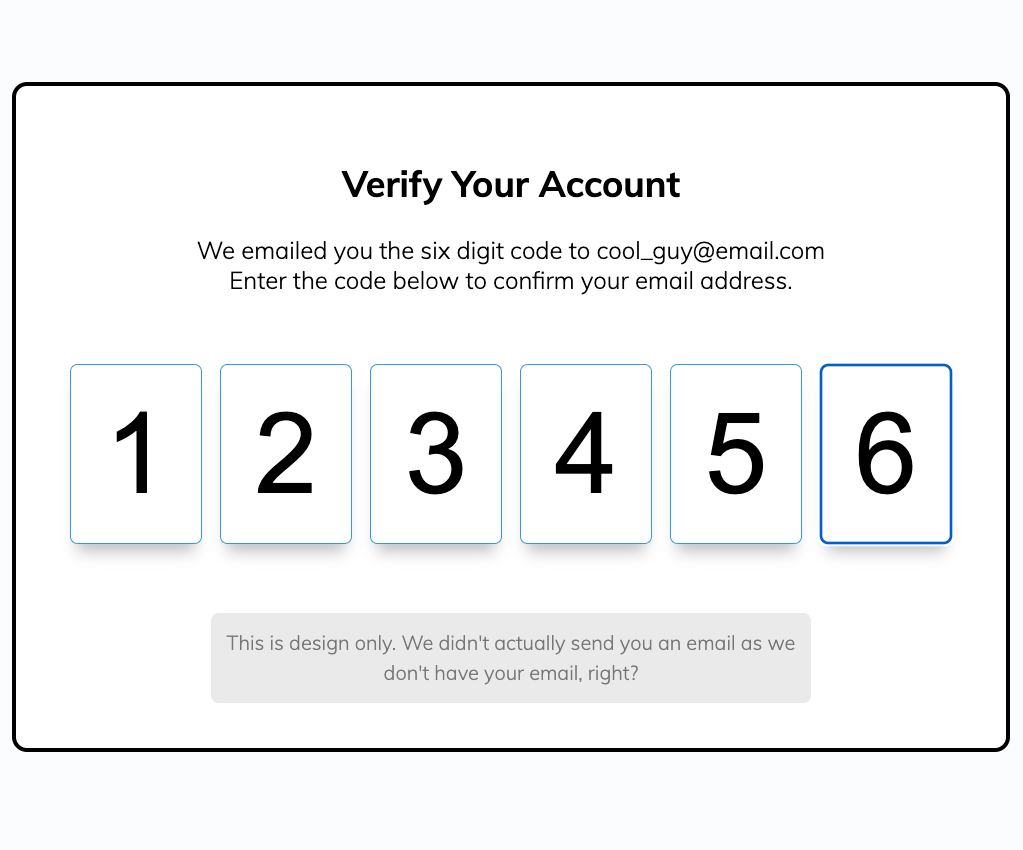 Verify Your Account
We emailed you the six digit code to cool_guy@email.com
Enter the code below to confirm your email address.
1 2 3 4 5 6
This is design only. We didn't actually send you an email as we
don't have your email, right?